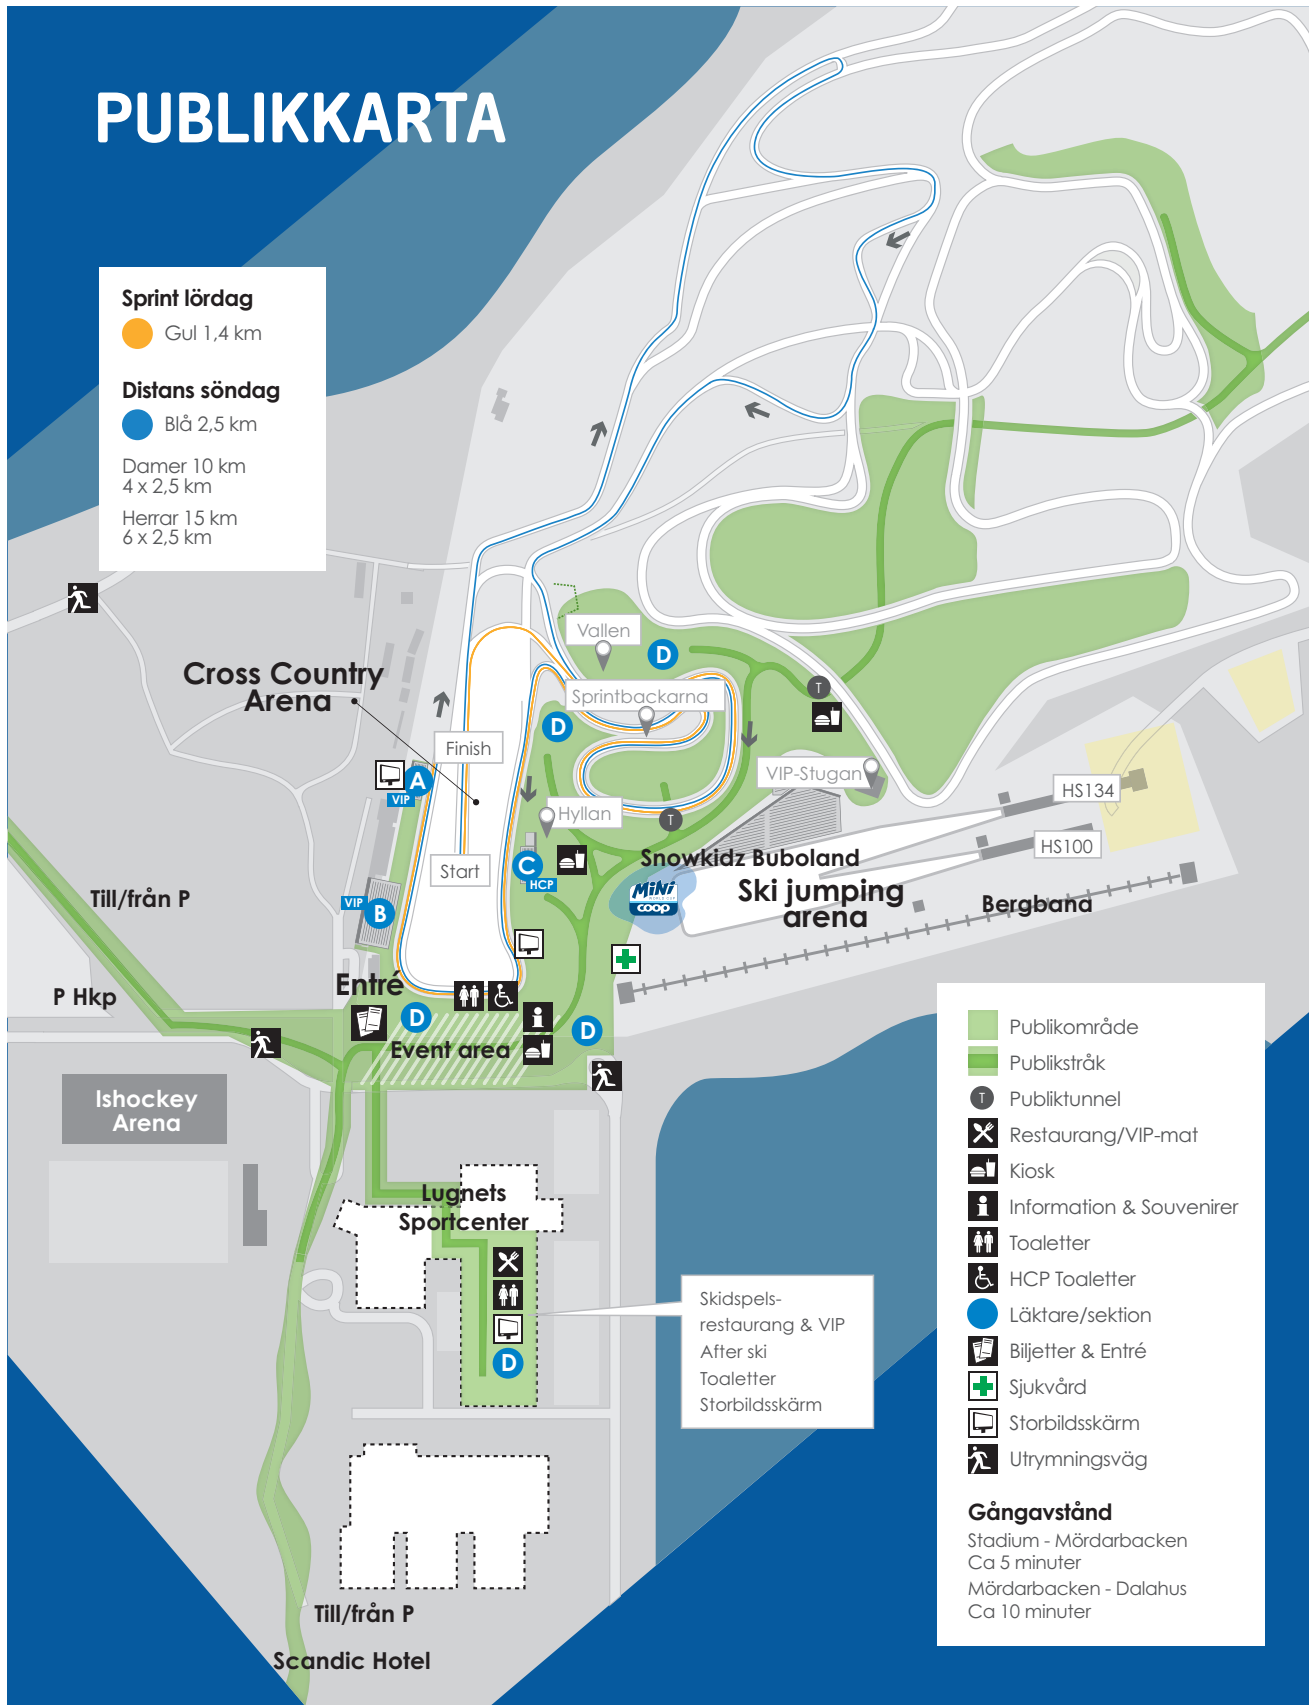 PUBLIKKARTA
Sprint lördag
Gul 1,4 km
Distans söndag
Blå 2,5 km
Damer 10 km
4 x 2,5 km
Herrar 15 km
6 x 2,5 km
Vallen
D
Cross Country
Arena
Sprintbackarna
T
D
Finish
VIP-Stugan
A
VIP
HS134
Hyllan
T
HS100
Start
C
HCP
Snowkidz Buboland
Ski jumping
arena
MiNi
coop
Till/från P
VIP
B
Bergbana
Entré
P Hkp
D
D
Event area
Ishockey
Arena
Lugnets
Sportcenter
D
Skidspels-
restaurang & VIP
After ski
Toaletter
Storbildsskärm
Till/från P
Scandic Hotel
Publikområde
Publikstråk
T
Publiktunnel
Restaurang/VIP-mat
Kiosk
Information & Souvenirer
Toaletter
HCP Toaletter
Läktare/sektion
Biljetter & Entré
Sjukvård
Storbildsskärm
Utrymningsväg
Gångavstånd
Stadium - Mördarbacken
Ca 5 minuter
Mördarbacken - Dalahus
Ca 10 minuter